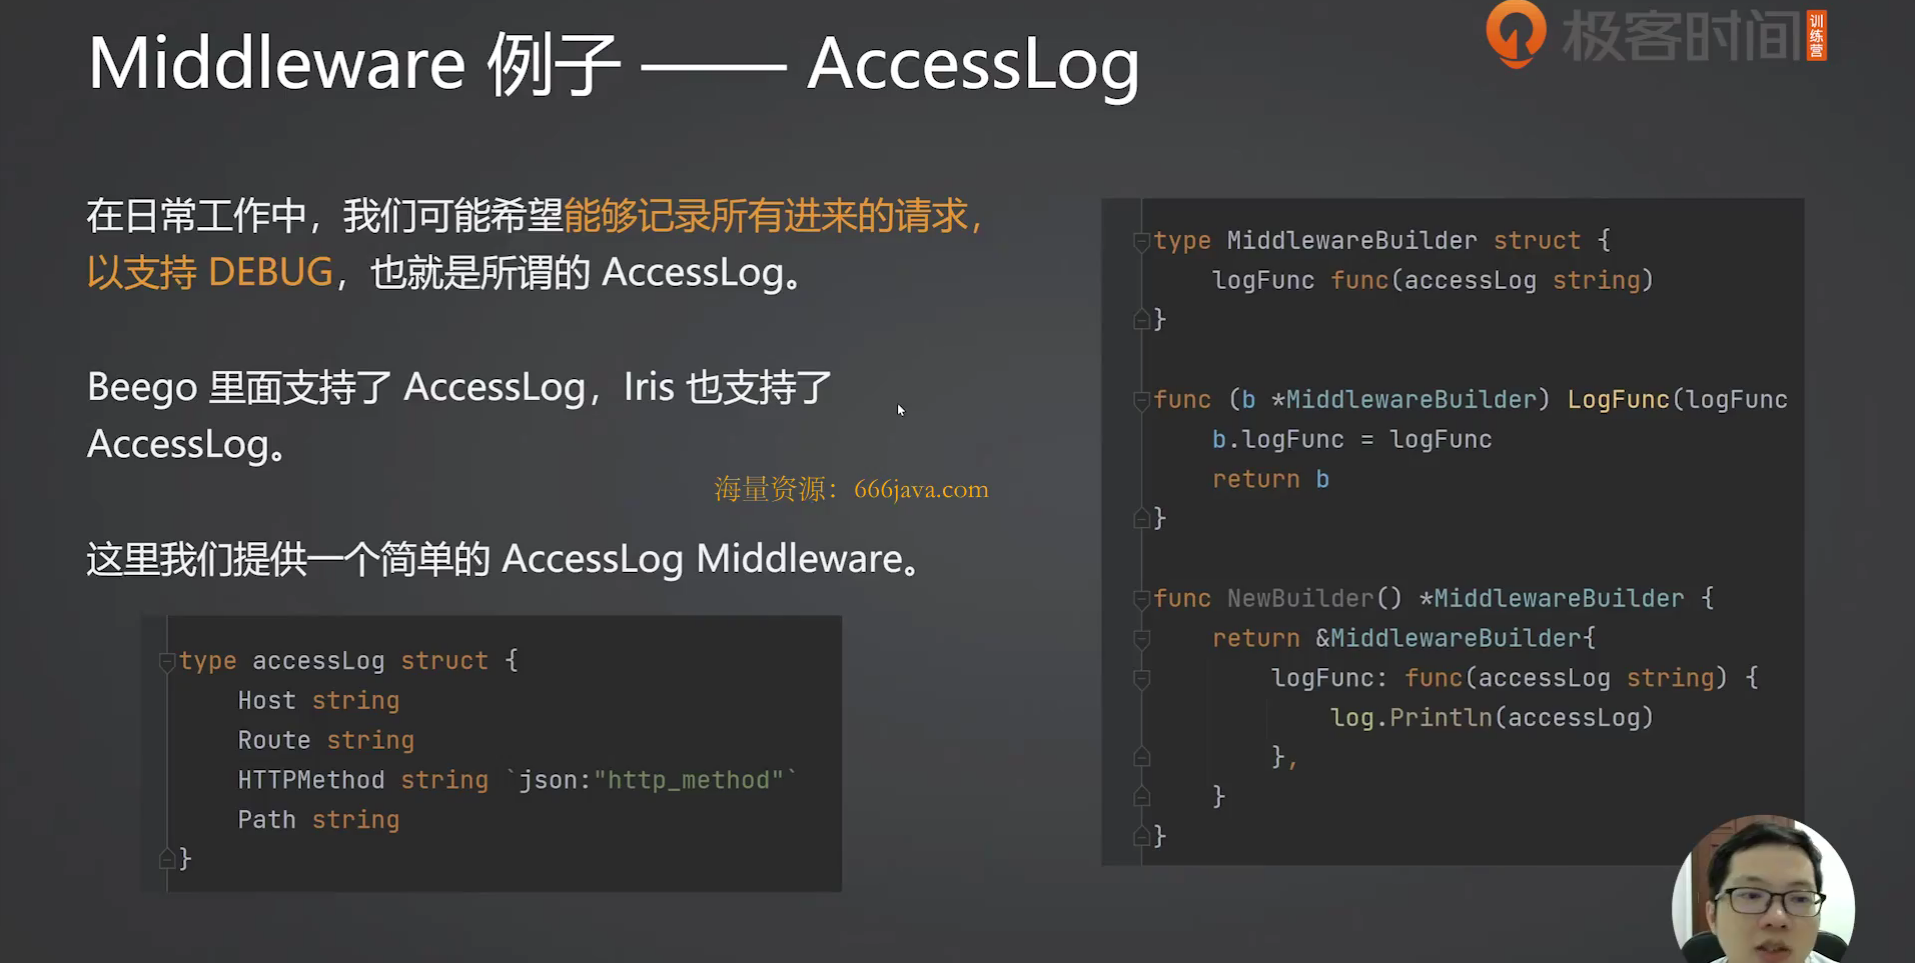 Middleware 例子 —— AccessLog
极客时间
训练营
在日常工作中，我们可能希望能够记录所有进来的请求，
以支持 DEBUG，也就是所谓的 AccessLog。
Beego 里面支持了 AccessLog，Iris 也支持了
AccessLog。
海量资源：666java.com
这里我们提供一个简单的 AccessLog Middleware。
type accessLog struct {
    Host string
    Route string
    HTTPMethod string `json:"http_method"`
    Path string
}
type MiddlewareBuilder struct {
    logFunc func(accessLog string)
}
func (b *MiddlewareBuilder) LogFunc(logFunc
    b.logFunc = logFunc
    return b
}
func NewBuilder() *MiddlewareBuilder {
    return &MiddlewareBuilder{
        logFunc: func(accessLog string) {
            log.Println(accessLog)
        },
    }
}